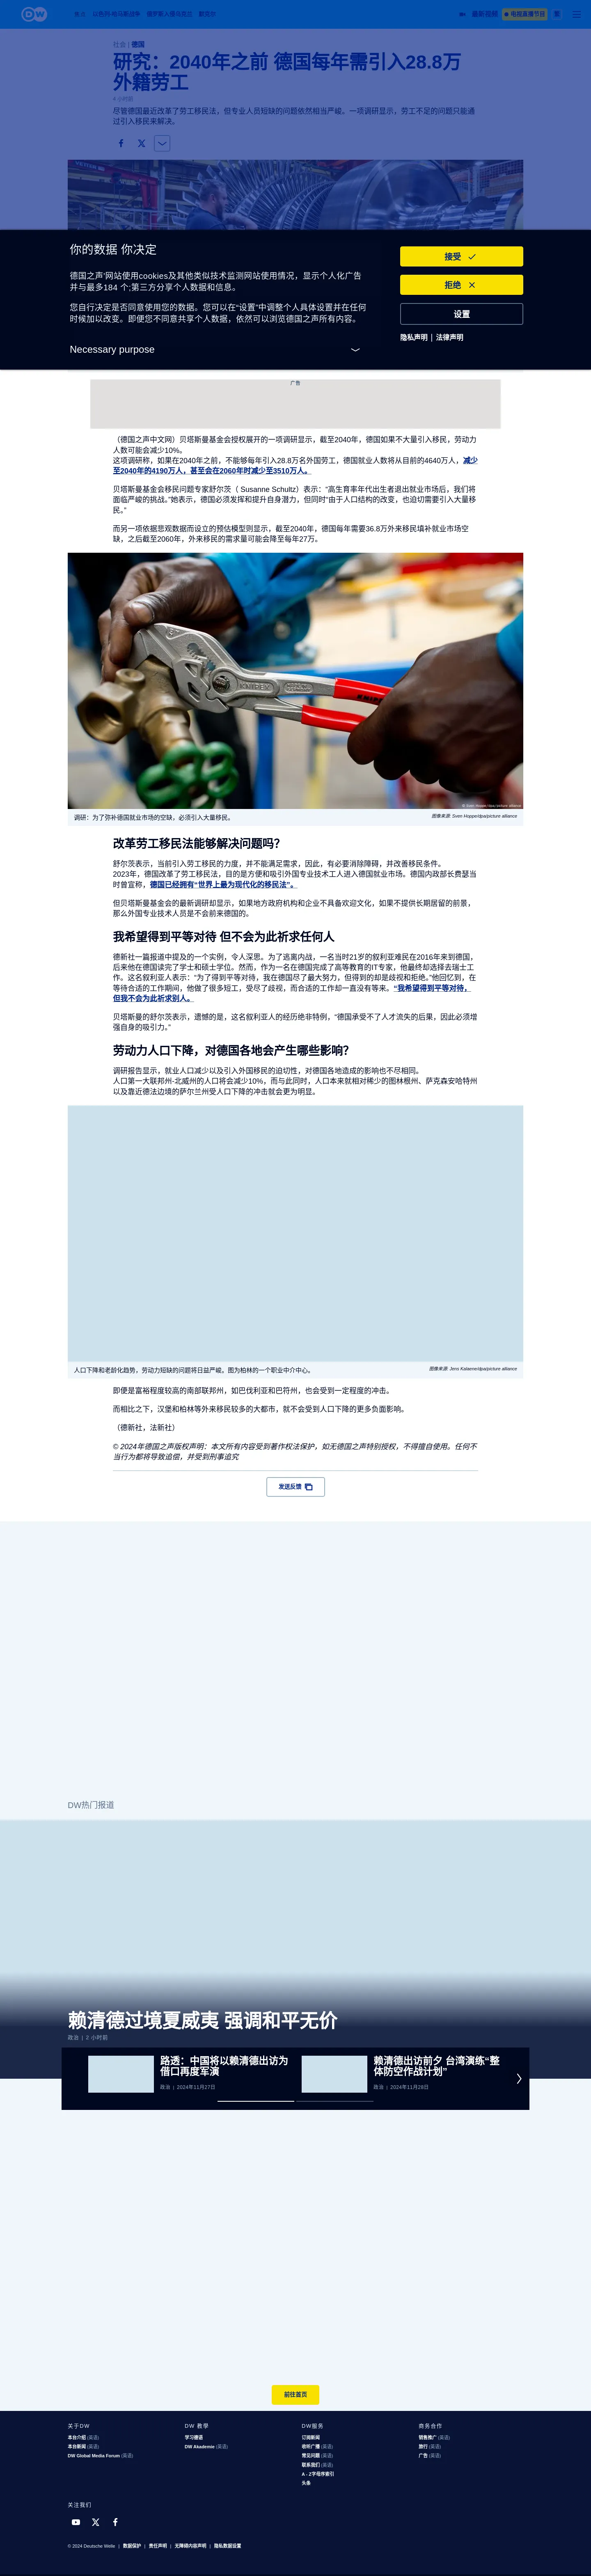 DW
焦点 以色列-哈马斯战争 俄罗斯入侵乌克兰 默克尔
最新视频
电视直播节目
社会 | 德国
研究：2040年之前 德国每年需引入28.8万
外籍劳工
尽管德国最近改革了劳工移民法，但专业人员短缺的问题依然相当严峻。一项调研显示，劳工不足的问题只能通
过引入移民来解决。
你的数据 你决定
德国之声'网站使用cookies及其他类似技术监测网站使用情况，显示个人化广告
并与最多184 个;第三方分享个人数据和信息。
您自行决定是否同意使用您的数据。您可以在“设置”中调整个人具体设置并在任何
时候加以改变。即便您不同意共享个人数据，依然可以浏览德国之声所有内容。
Necessary purpose
接受
拒绝
设置
隐私声明 | 法律声明
广告
（德国之声中文网）贝塔斯曼基金会授权展开的一项调研显示，截至2040年，德国如果不大量引入移民，劳动力
人数可能会减少10%。
这项调研称，如果在2040年之前，不能够每年引入28.8万名外国劳工，德国就业人数将从目前的4640万人，减少
至2040年的4190万人，甚至会在2060年时减少至3510万人。
贝塔斯曼基金会移民问题专家舒尔茨（ Susanne Schultz）表示：“高生育率年代出生者退出就业市场后，我们将
面临严峻的挑战。”她表示，德国必须发挥和提升自身潜力，但同时“由于人口结构的改变，也迫切需要引入大量移
民。”
而另一项依据悲观数据而设立的预估模型则显示，截至2040年，德国每年需要36.8万外来移民填补就业市场空
缺，之后截至2060年，外来移民的需求量可能会降至每年27万。
调研：为了弥补德国就业市场的空缺，必须引入大量移民。
图像来源: Sven Hoppe/dpa/picture alliance
改革劳工移民法能够解决问题吗？
舒尔茨表示，当前引入劳工移民的力度，并不能满足需求，因此，有必要消除障碍，并改善移民条件。
2023年，德国改革了劳工移民法，目的是方便和吸引外国专业技术工人进入德国就业市场。德国内政部长费瑟当
时曾宣称，德国已经拥有“世界上最为现代化的移民法”。
但贝塔斯曼基金会的最新调研却显示，如果地方政府机构和企业不具备欢迎文化，如果不提供长期居留的前景，
那么外国专业技术人员是不会前来德国的。
我希望得到平等对待 但不会为此祈求任何人
德新社一篇报道中提及的一个实例，令人深思。为了逃离内战，一名当时21岁的叙利亚难民在2016年来到德国，
后来他在德国读完了学士和硕士学位。然而，作为一名在德国完成了高等教育的IT专家，他最终却选择去瑞士工
作。这名叙利亚人表示：“为了得到平等对待，我在德国尽了最大努力，但得到的却是歧视和拒绝。”他回忆到，在
等待合适的工作期间，他做了很多短工，受尽了歧视，而合适的工作却一直没有等来。“我希望得到平等对待，
但我不会为此祈求别人。
贝塔斯曼的舒尔茨表示，遗憾的是，这名叙利亚人的经历绝非特例，“德国承受不了人才流失的后果，因此必须增
强自身的吸引力。”
劳动力人口下降，对德国各地会产生哪些影响？
调研报告显示，就业人口减少以及引入外国移民的迫切性，对德国各地造成的影响也不尽相同。
人口第一大联邦州-北威州的人口将会减少10%，而与此同时，人口本来就相对稀少的图林根州、萨克森安哈特州
以及靠近德法边境的萨尔兰州受人口下降的冲击就会更为明显。
人口下降和老龄化趋势，劳动力短缺的问题将日益严峻。图为柏林的一个职业中介中心。
图像来源: Jens Kalaene/dpa/picture alliance
即便是富裕程度较高的南部联邦州，如巴伐利亚和巴符州，也会受到一定程度的冲击。
而相比之下，汉堡和柏林等外来移民较多的大都市，就不会受到人口下降的更多负面影响。
（德新社，法新社）
© 2024年德国之声版权声明：本文所有内容受到著作权法保护，如无德国之声特别授权，不得擅自使用。任何不
当行为都将导致追偿，并受到刑事追究
发送反馈
DW热门报道
赖清德过境夏威夷 强调和平无价
政治 | 2 小时前
路透：中国将以赖清德出访为
借口再度军演
政治 | 2024年11月27日
赖清德出访前夕 台湾演练“整
体防空作战计划”
政治 | 2024年11月28日
前往首页
关于DW
本台介绍 (英语)
本台新闻 (英语)
DW Global Media Forum (英语)
DW 教學
学习德语
DW Akademie (英语)
DW服务
订阅新闻
收听广播 (英语)
常见问题 (英语)
联系我们 (英语)
A - Z字母序索引
头条
商务合作
销售推广 (英语)
旅行 (英语)
广告 (英语)
关注我们
© 2024 Deutsche Welle | 数据保护 | 责任声明 | 无障碍内容声明 | 隐私数据设置